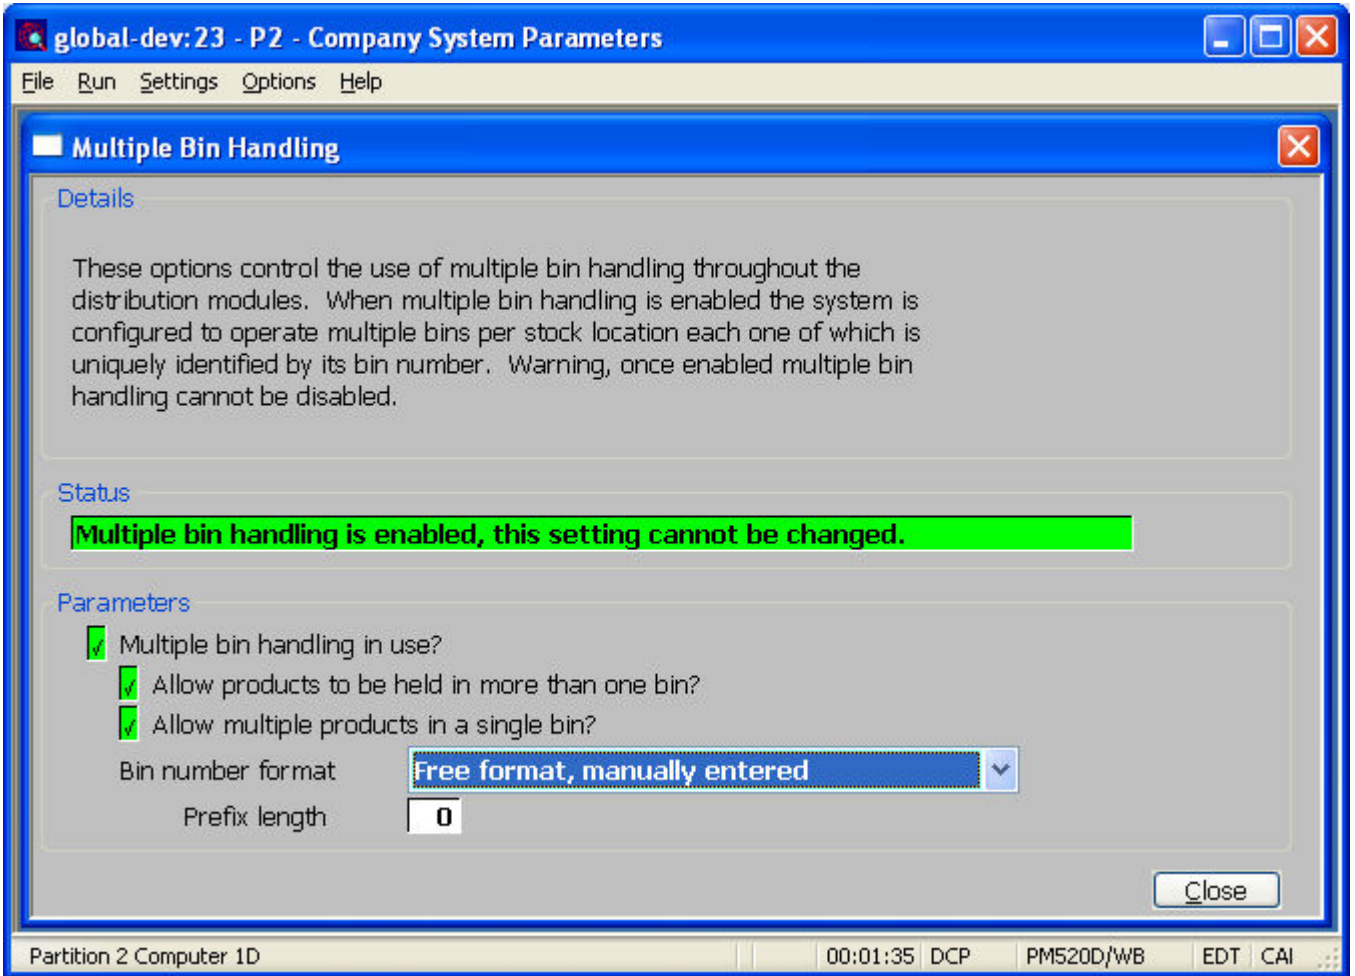 global-dev:23 - P2 - Company System Parameters
File Run Settings Options Help
Multiple Bin Handling
Details
These options control the use of multiple bin handling throughout the
distribution modules.  When multiple bin handling is enabled the system is
configured to operate multiple bins per stock location each one of which is
uniquely identified by its bin number.  Warning, once enabled multiple bin
handling cannot be disabled.
Status
Multiple bin handling is enabled, this setting cannot be changed.
Parameters
Multiple bin handling in use?
Allow products to be held in more than one bin?
Allow multiple products in a single bin?
Bin number format Free format, manually entered
Prefix length 0
Close
Partition 2 Computer 1D 00:01:35 DCP PM520D/WB EDT CAI